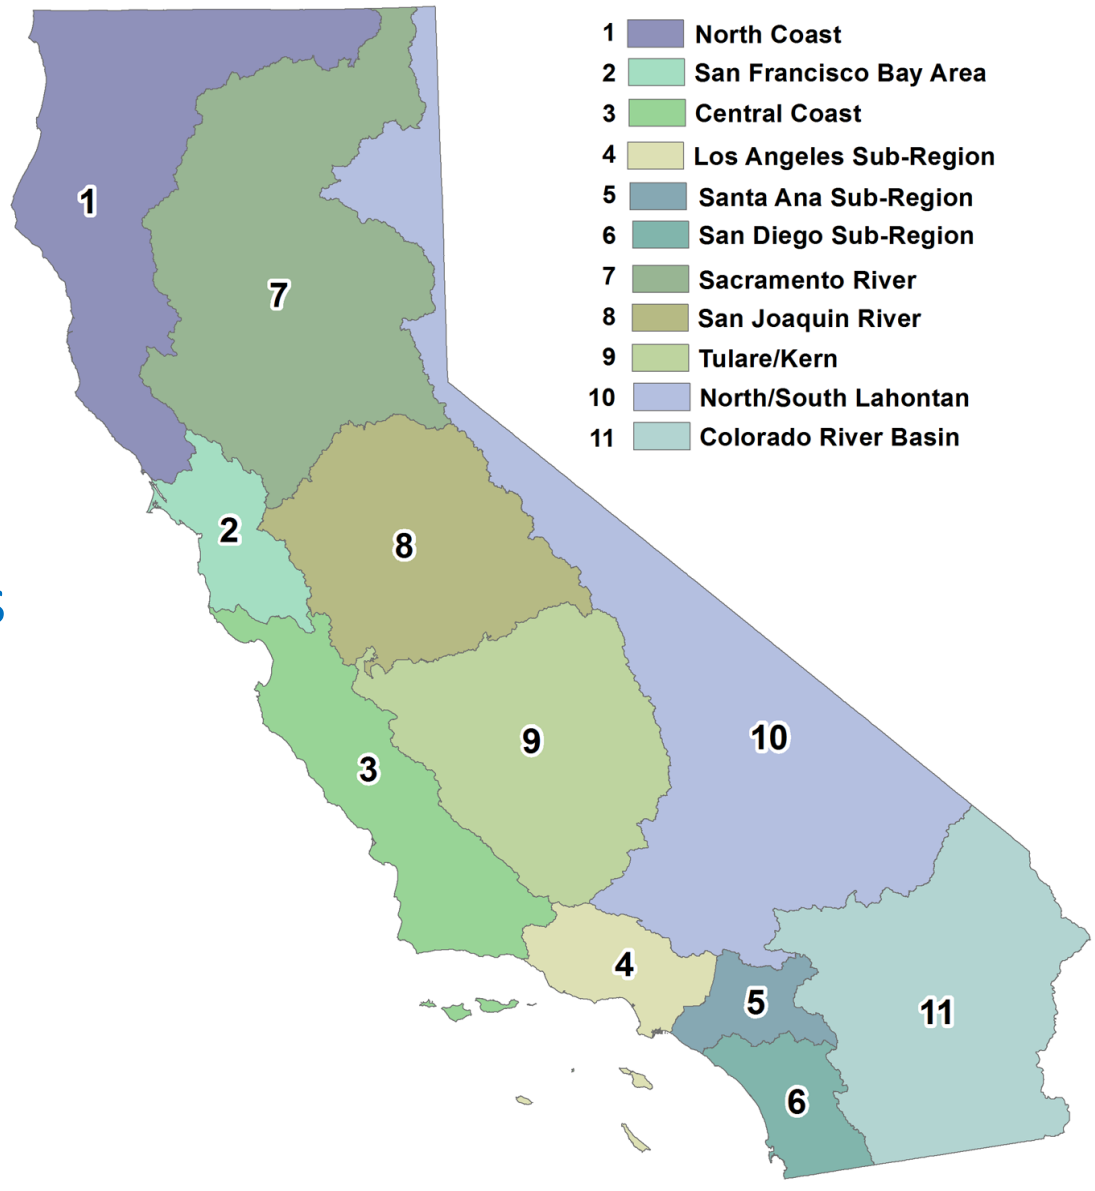 1 North Coast
2 San Francisco Bay Area
3 Central Coast
4 Los Angeles Sub-Region
5 Santa Ana Sub-Region
6 San Diego Sub-Region
7 Sacramento River
8 San Joaquin River
9 Tulare/Kern
10 North/South Lahontan
11 Colorado River Basin
1
7
2
8
9
10
3
4
5
11
6